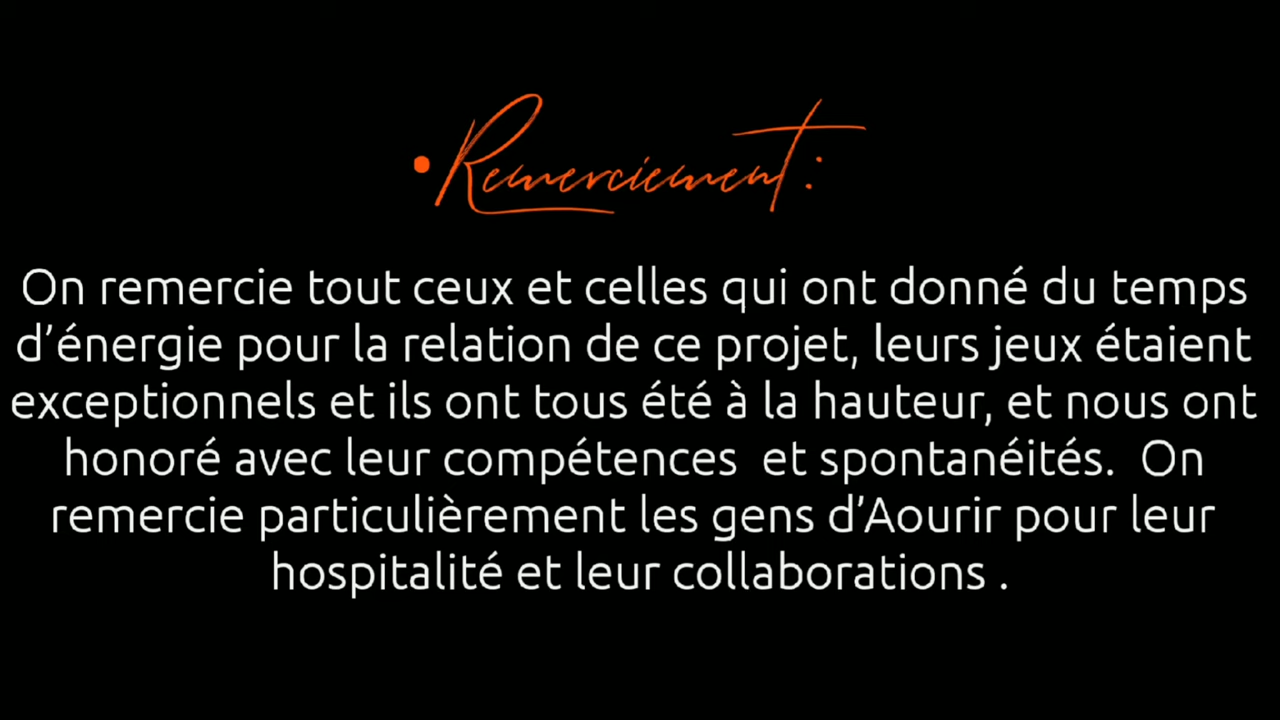 •Remerciement:
On remercie tout ceux et celles qui ont donné du temps
d’énergie pour la relation de ce projet, leurs jeux étaient
exceptionnels et ils ont tous été à la hauteur, et nous ont
honoré avec leur compétences  et spontanéités.  On
remercie particulièrement les gens d’Aourir pour leur
hospitalité et leur collaborations .